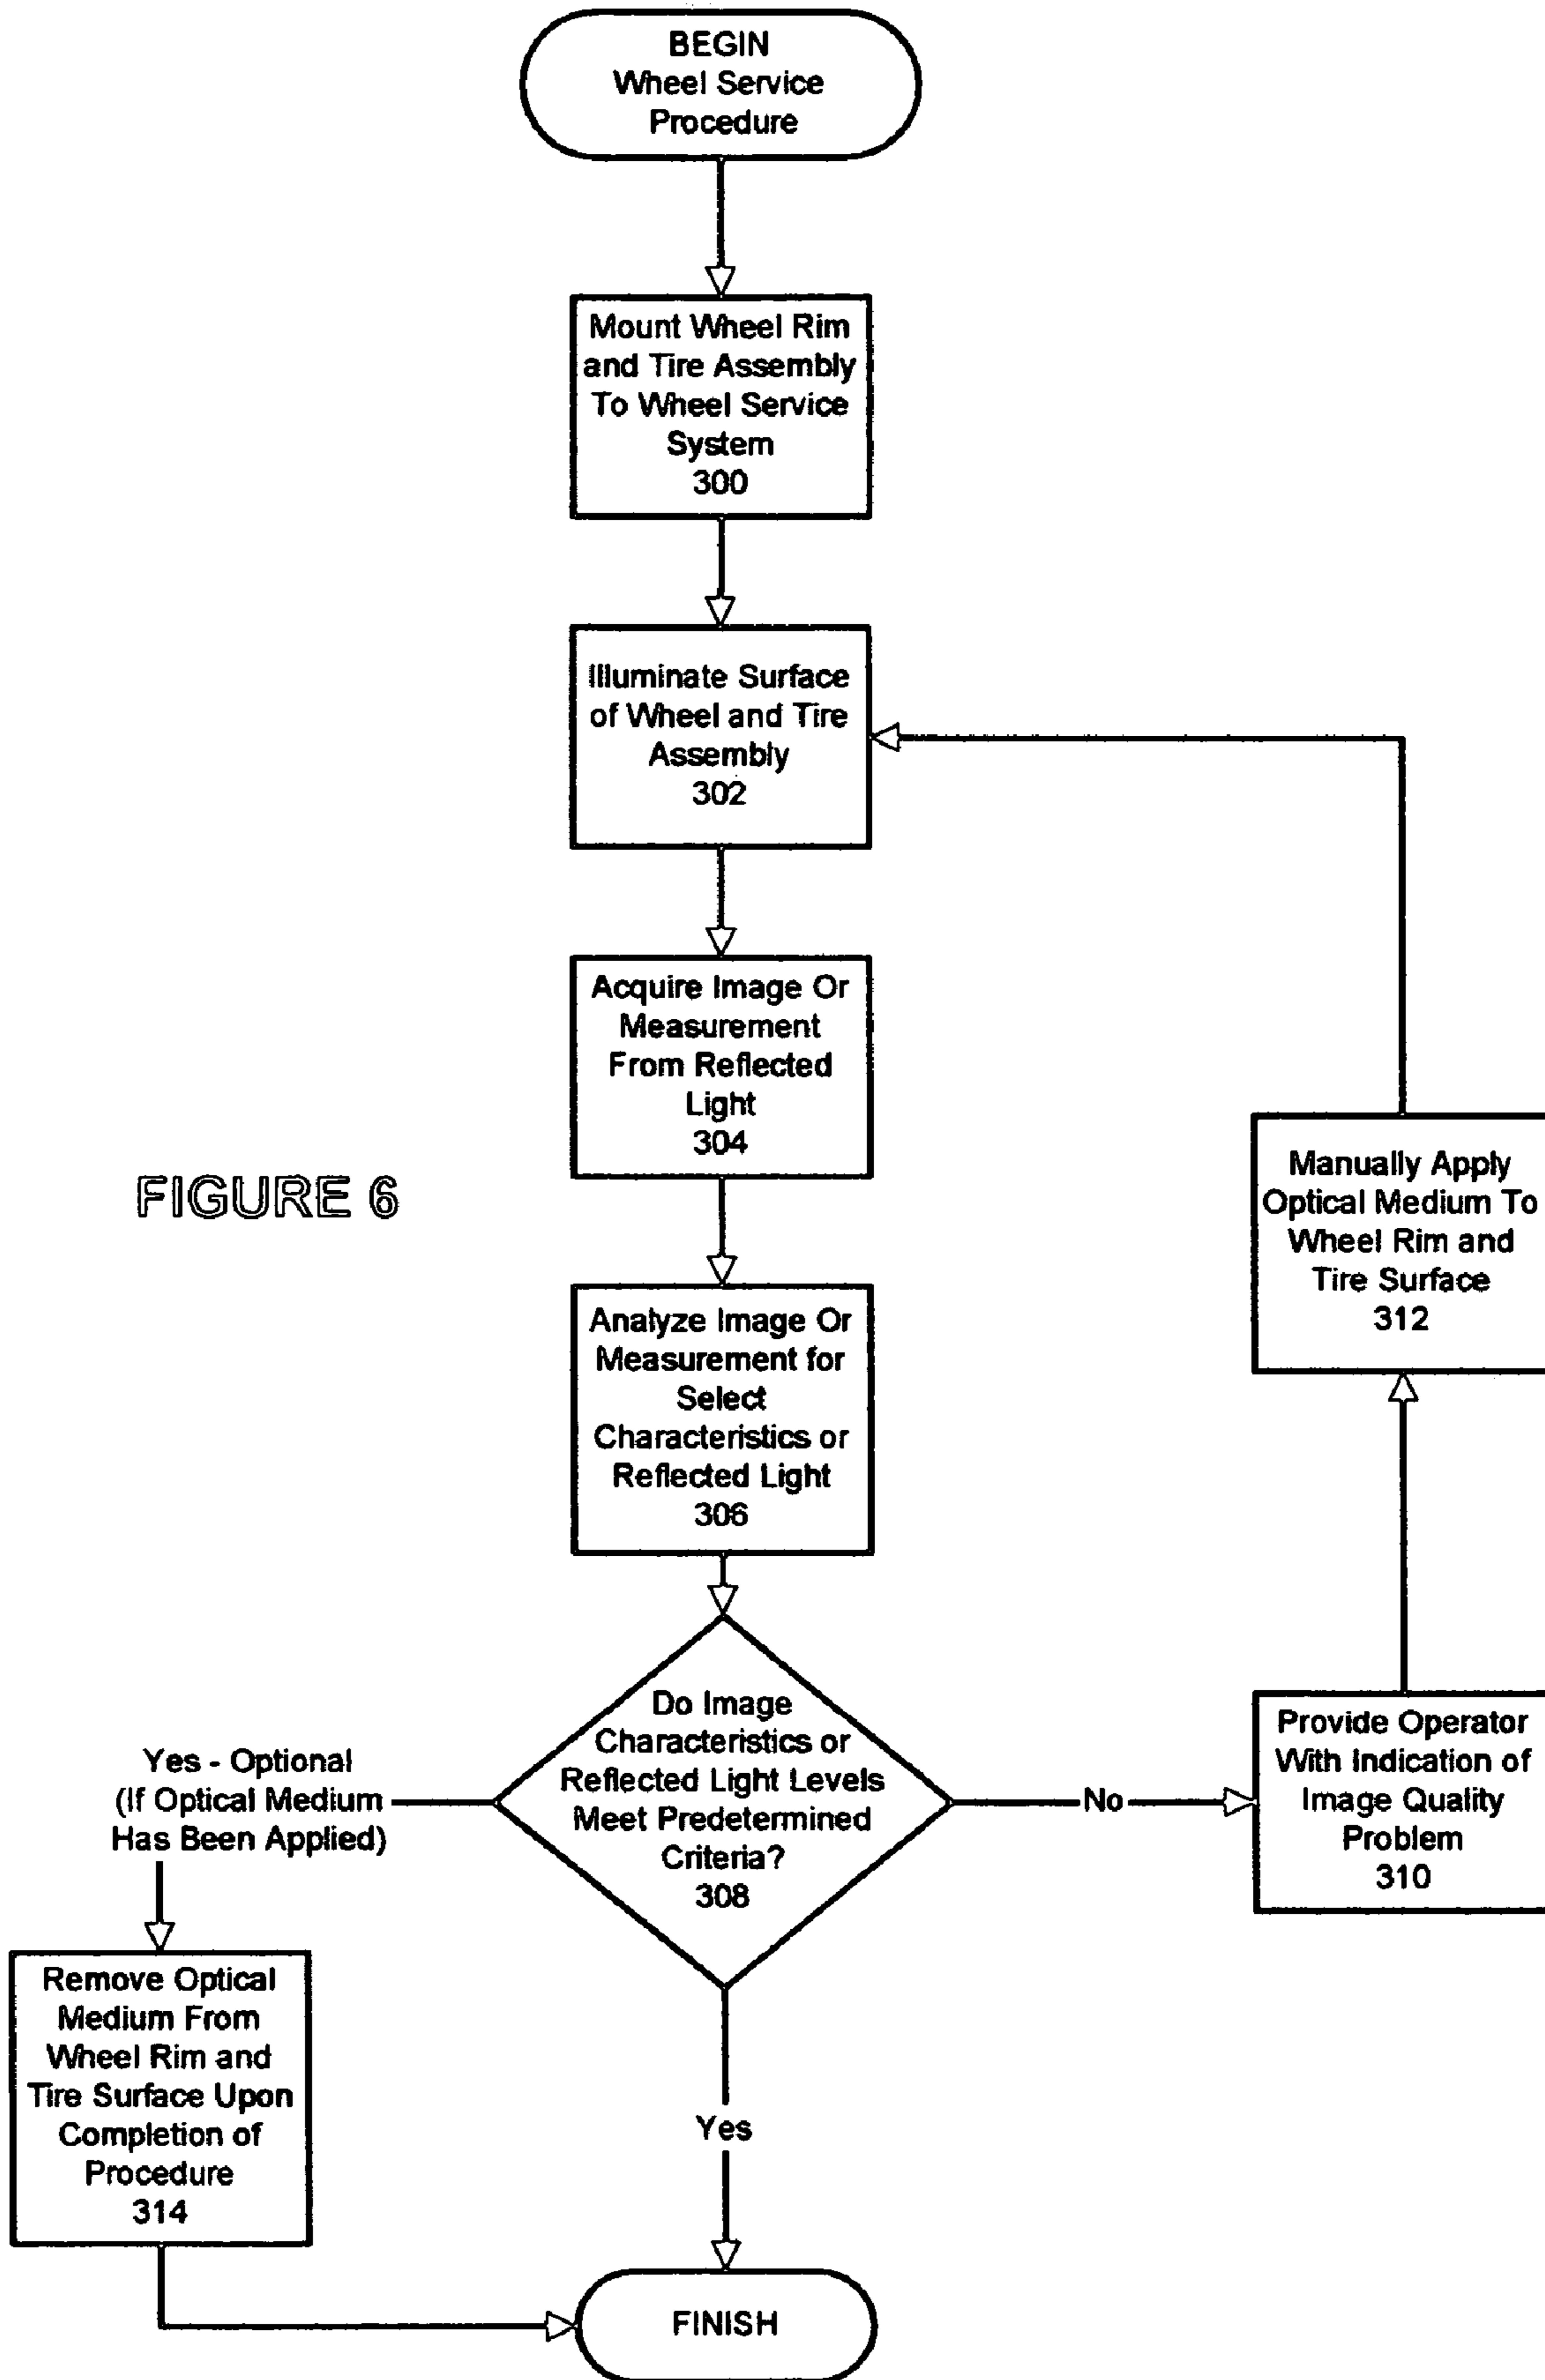 BEGIN
Wheel Service
Procedure
Mount Wheel Rim
and Tire Assembly
To Wheel Service
System
300
Illuminate Surface
of Wheel and Tire
Assembly
302
Acquire Image Or
Measurement
From Reflected
Light
304
FIGURE 6
Manually Apply
Optical Medium To
Wheel Rim and
Tire Surface
312
Analyze Image Or
Measurement for
Select
Characteristics or
Reflected Light
306
Do Image
Characteristics or
Reflected Light Levels
Meet Predetermined
Criteria?
308
Yes - Optional
(If Optical Medium
Has Been Applied)
No
Provide Operator
With Indication of
Image Quality
Problem
310
Remove Optical
Medium From
Wheel Rim and
Tire Surface Upon
Completion of
Procedure
314
Yes
FINISH